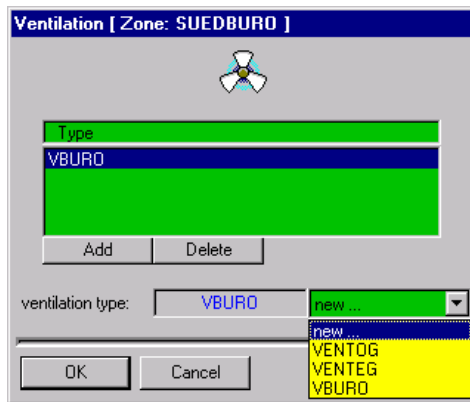 Ventilation [ Zone: SUEDBURO ]
Type
VBURO
Add Delete
ventilation type: VBURO new ...
new ...
VENTOG
VENTEG
VBURO
OK Cancel